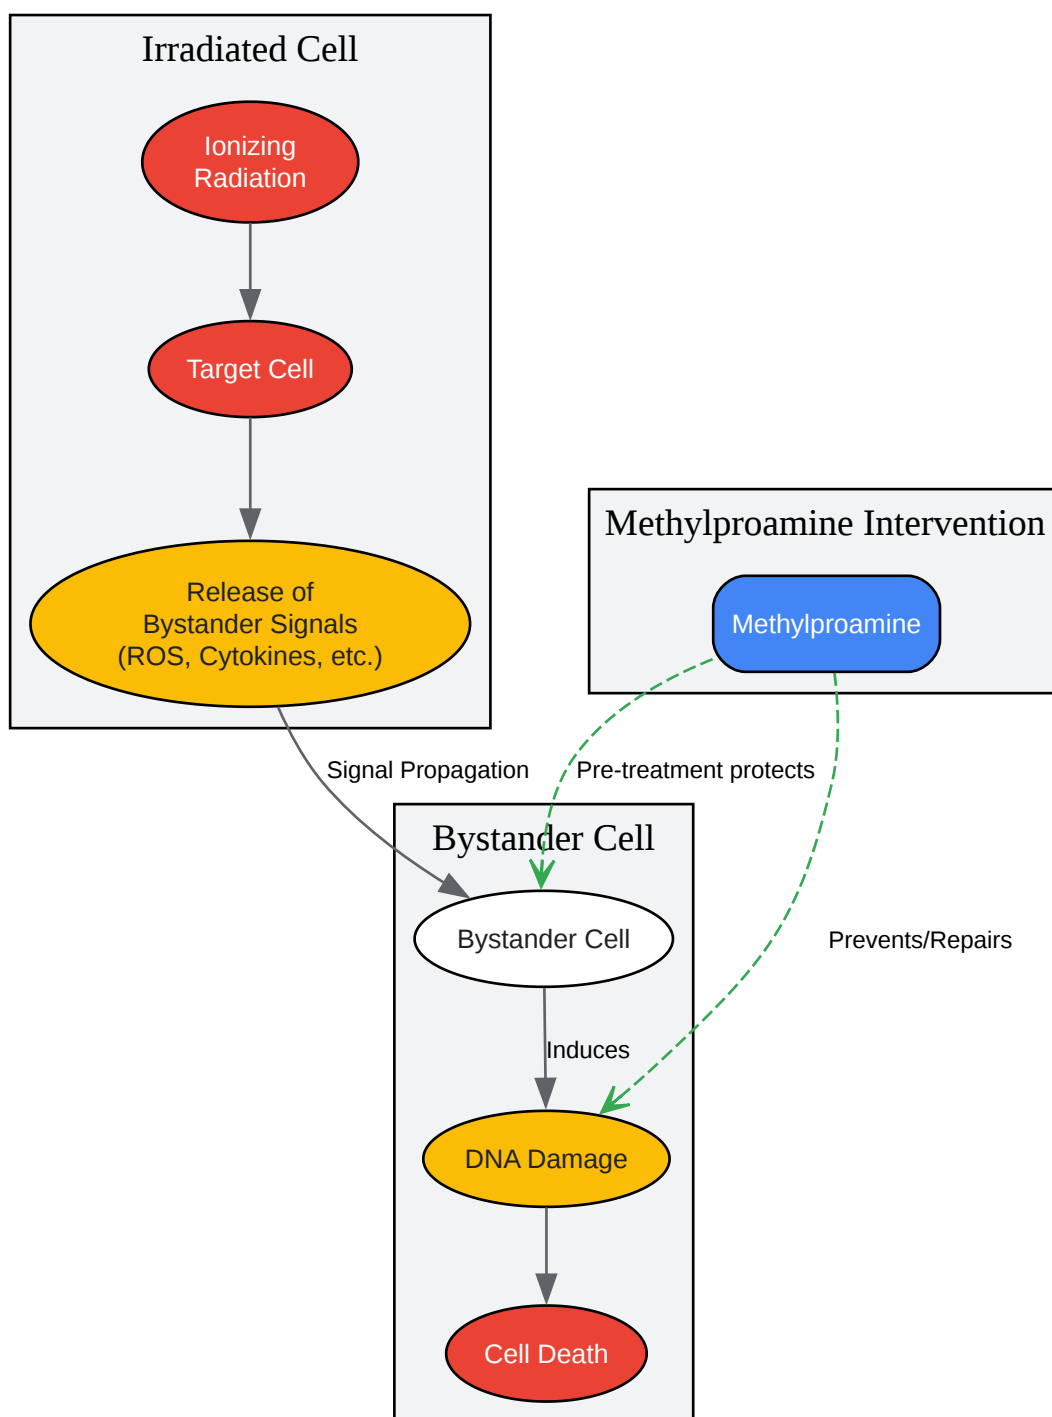 Irradiated Cell
Ionizing
Radiation
Target Cell
Release of
Bystander Signals
(ROS, Cytokines, etc.)
Methylproamine Intervention
Methylproamine
Signal Propagation
Pre-treatment protects
Bystander Cell
Bystander Cell
Prevents/Repairs
Induces
DNA Damage
Cell Death